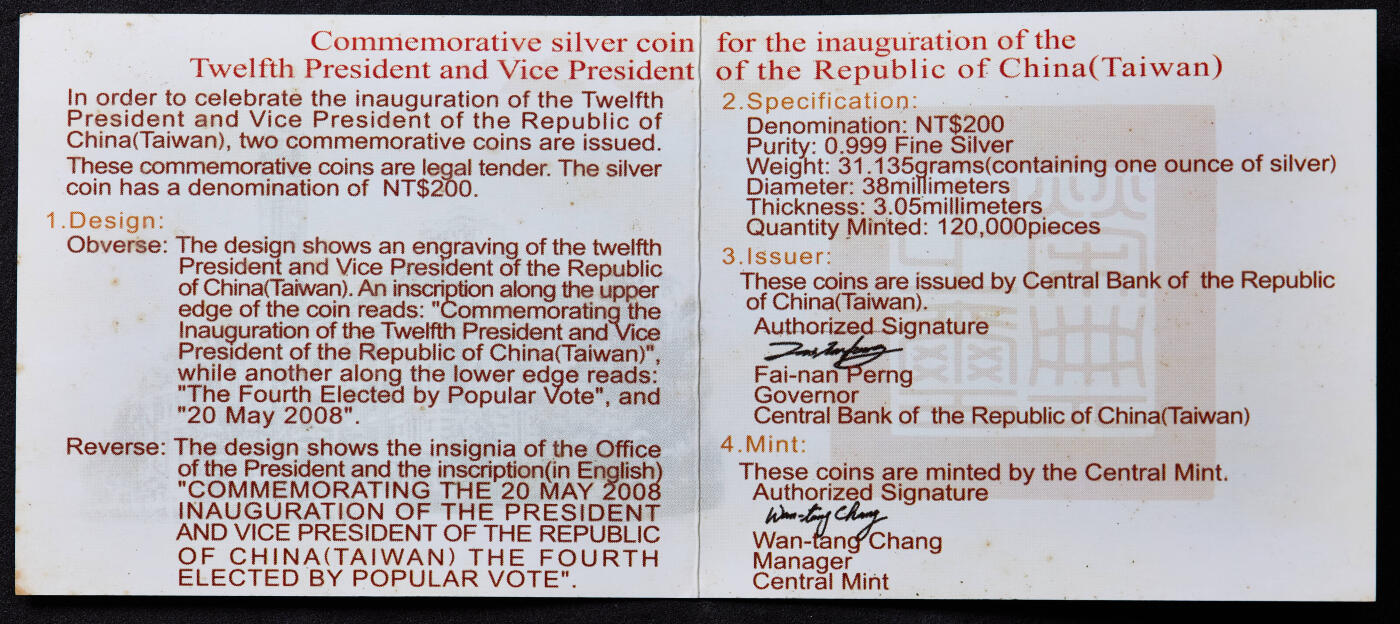 Commemorative silver coin for the inauguration of the
Twelfth President and Vice President of the Republic of China(Taiwan)
In order to celebrate the inauguration of the Twelfth
President and Vice President of the Republic of
China(Taiwan), two commemorative coins are issued.
These commemorative coins are legal tender. The silver
coin has a denomination of NT$200.
1.Design:
Obverse: The design shows an engraving of the twelfth
President and Vice President of the Republic
of China(Taiwan). An inscription along the upper
edge of the coin reads: "Commemorating the
Inauguration of the Twelfth President and Vice
President of the Republic of China(Taiwan)",
while another along the lower edge reads:
"The Fourth Elected by Popular Vote", and
"20 May 2008".
Reverse: The design shows the insignia of the Office
of the President and the inscription(in English)
"COMMEMORATING THE 20 MAY 2008
INAUGURATION OF THE PRESIDENT
AND VICE PRESIDENT OF THE REPUBLIC
OF CHINA(TAIWAN) THE FOURTH
ELECTED BY POPULAR VOTE".
2.Specification:
Denomination: NT$200
Purity: 0.999 Fine Silver
Weight: 31.135grams(containing one ounce of silver)
Diameter: 38millimeters
Thickness: 3.05millimeters
Quantity Minted: 120,000pieces
3.Issuer:
These coins are issued by Central Bank of the Republic
of China(Taiwan).
Authorized Signature
Fai-nan Perng
Governor
Central Bank of the Republic of China(Taiwan)
4.Mint:
These coins are minted by the Central Mint.
Authorized Signature
Wan-tang Chang
Wan-tang Chang
Manager
Central Mint